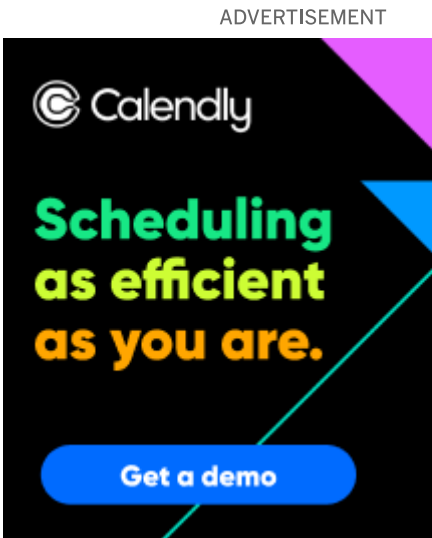 ADVERTISEMENT
Calendly
Scheduling
as efficient
as you are.
Get a demo